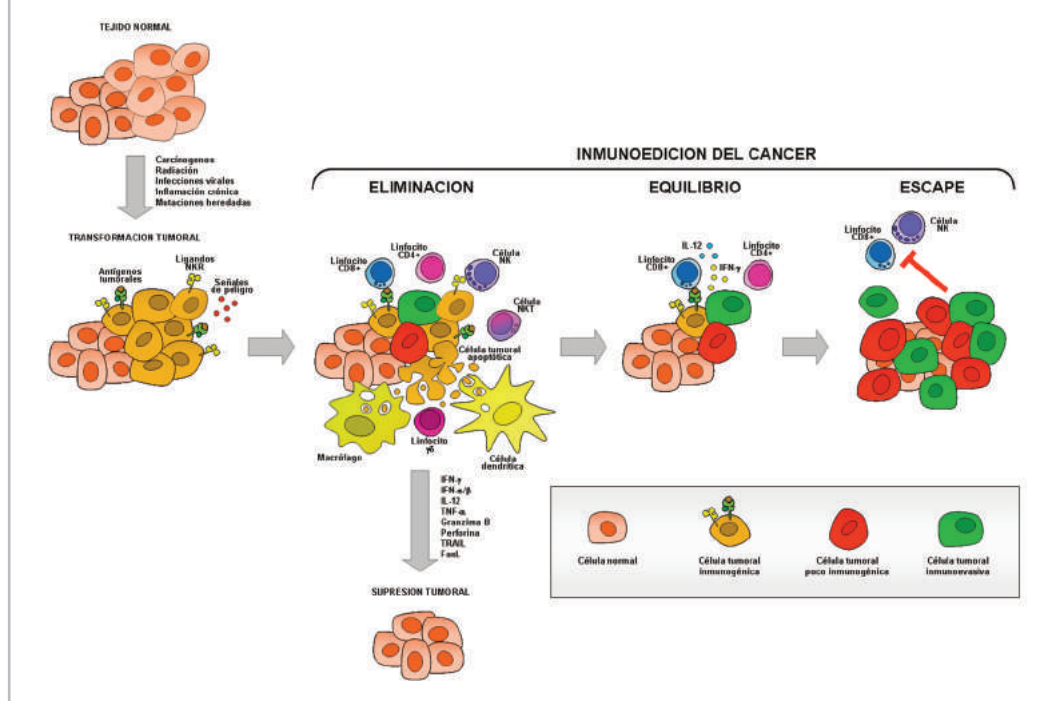 TEJIDO NORMAL
Carcinogenos
Radiación
Infecciones virales
Inflamación crónica
Mutaciones heredadas
TRANSFORMACION TUMORAL
Antígenos
tumorales
Ligandos
NKR
Señales
de peligro
INMUNOEDICION DEL CANCER
ELIMINACION
EQUILIBRIO
ESCAPE
Linfocito
CD8+
Linfocito
CD4+
Célula
NK
Célula
NKT
Célula tumoral
apoptótica
Macrófago
Linfocito
γδ
Célula
dendrítica
Linfocito
CD8+
IL-12
IFN-γ
Linfocito
CD4+
Linfocito
CD8+
Célula
NK
IFN-γ
IFN-α/β
IL-12
TNF-α
Granzima B
Perforina
TRAIL
FasL
SUPRESION TUMORAL
Célula normal
Célula tumoral
inmunogénica
Célula tumoral
poco inmunogénica
Célula tumoral
inmunoevasiva